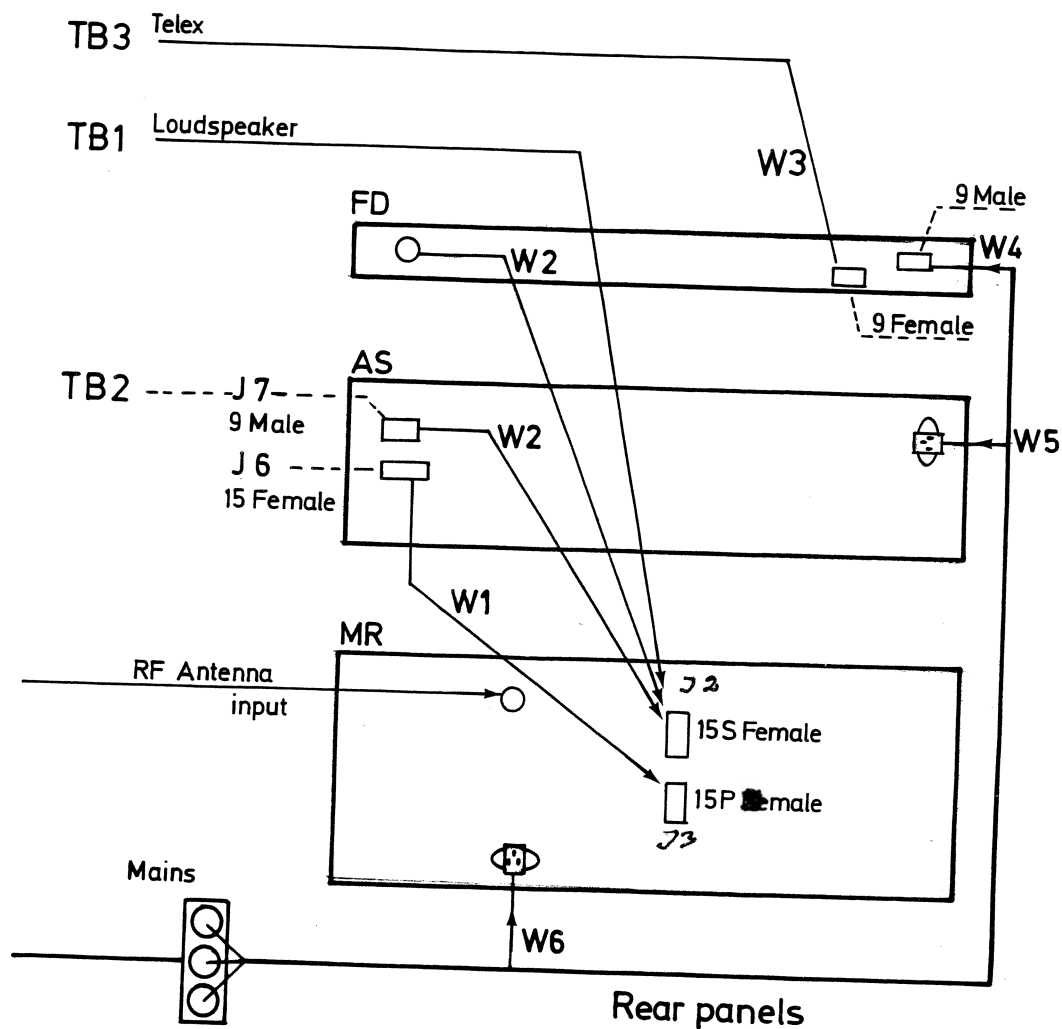 TB3 Telex
TB1 Loudspeaker
W3
FD
9 Male
W2
W4
9 Female
AS
TB2 J7
9 Male
W2
W5
J6
15 Female
W1
MR
RF Antenna
input
J2
15S Female
15P emale
J3
Mains
W6
Rear panels